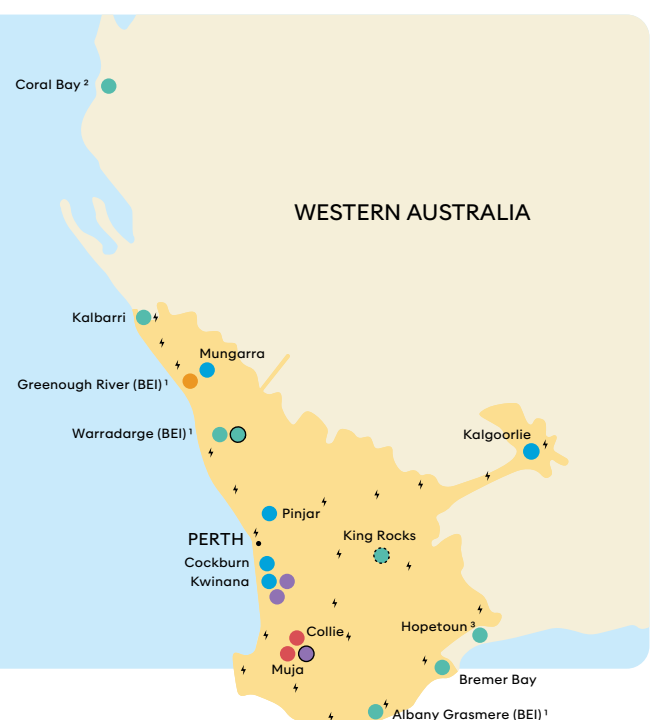 Coral Bay ²
WESTERN AUSTRALIA
Kalbarri
Mungarra
Greenough River (BEI) ¹
Warradarge (BEI) ¹
Kalgoorlie
Pinjar
PERTH
King Rocks
Cockburn
Kwinana
Collie
Hopetoun ³
Muja
Bremer Bay
Albany Grasmere (BEI) ¹